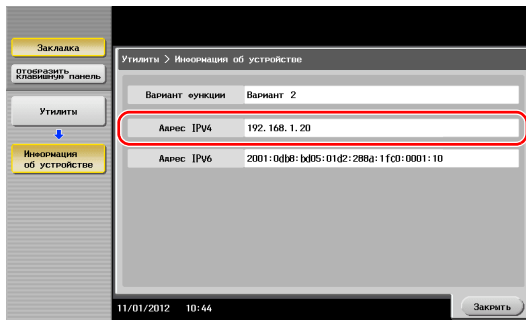 Закладка
Отобразить
клавишную панель
Утилиты
Информация
об устройстве
Утилиты > Информация об устройстве
Вариант функции
Вариант 2
Адрес IPv4
192.168.1.20
Адрес IPv6
2001:0db8:bd05:01d2:288a:1fc0:0001:10
11/01/2012 10:44
Закрыть